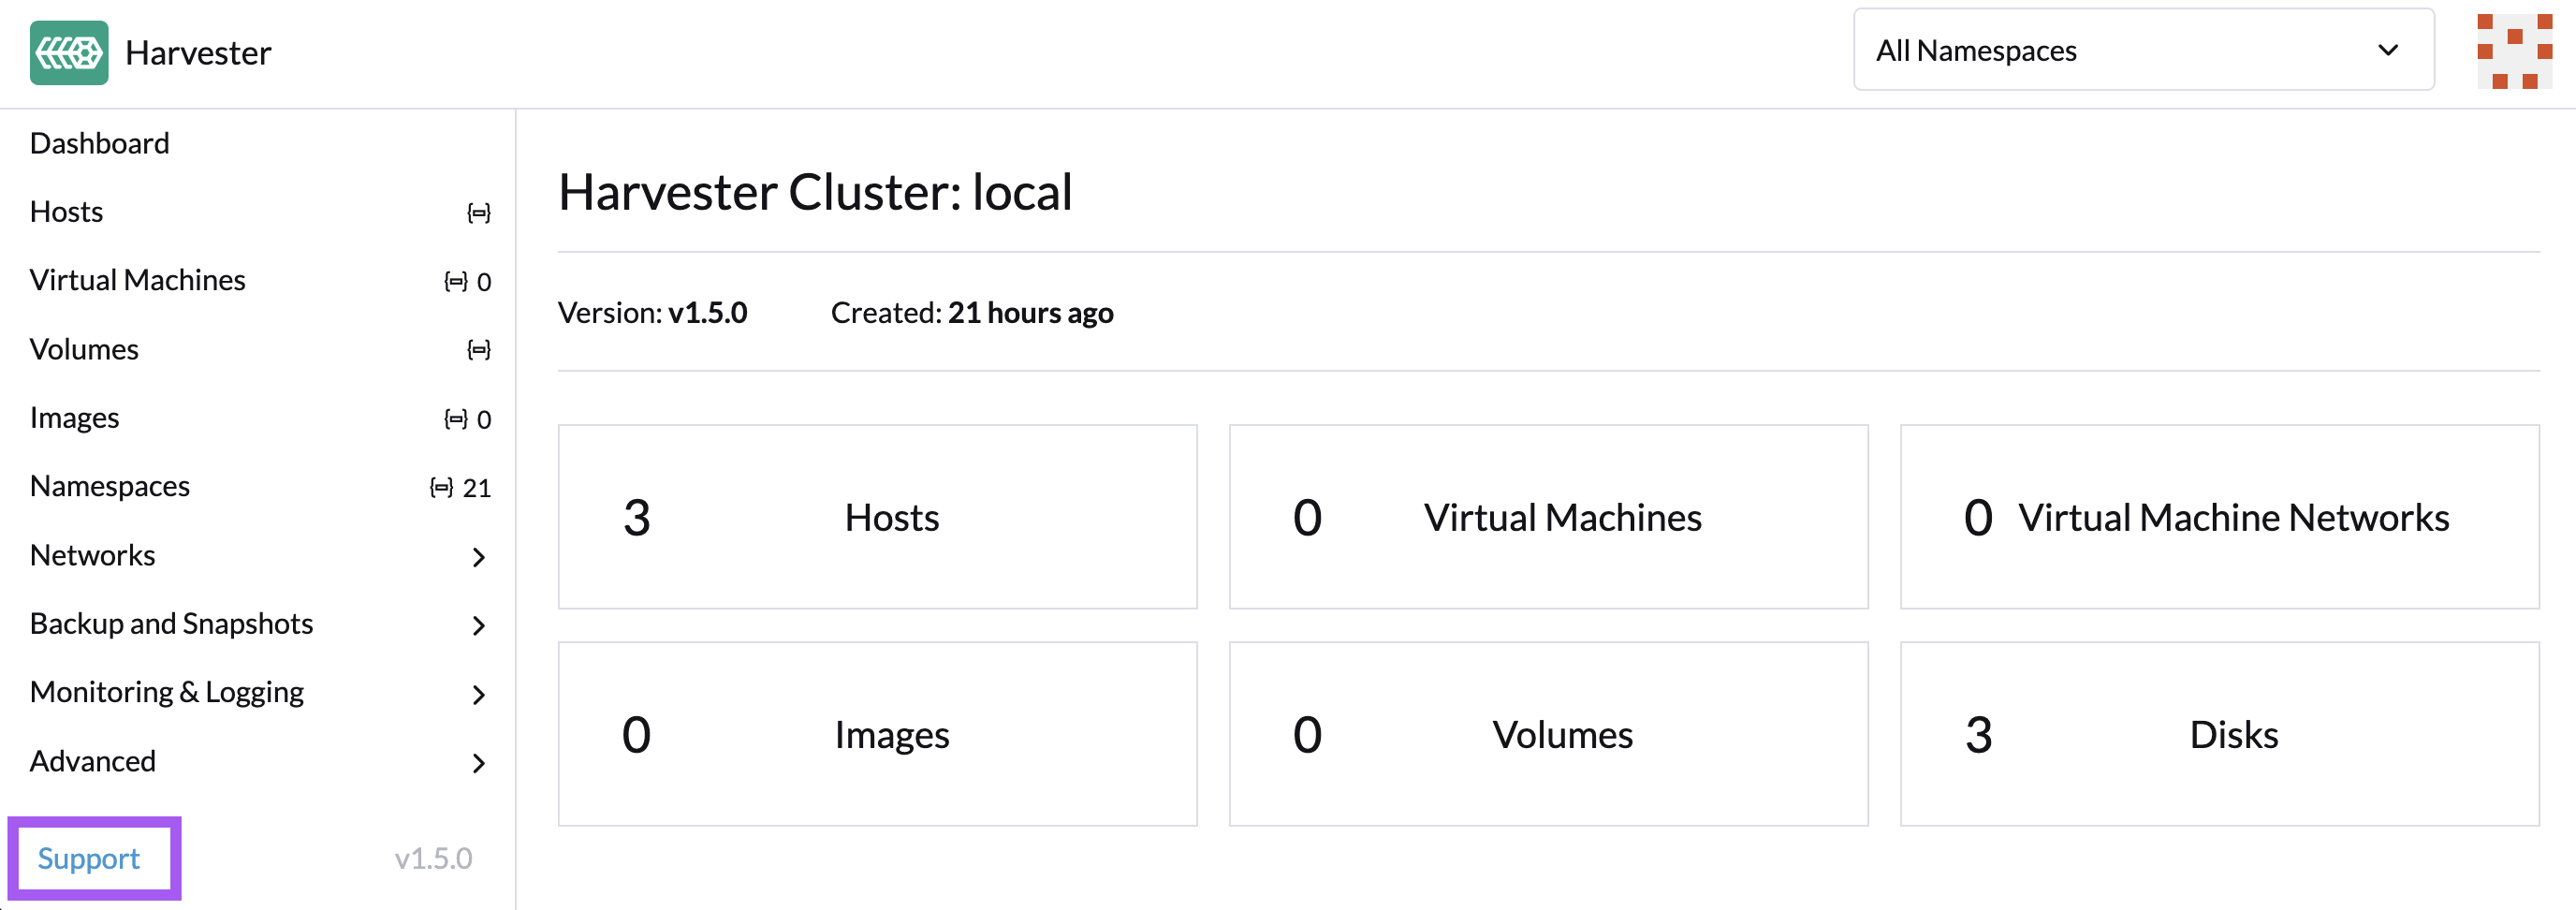 Harvester
All Namespaces
Dashboard
Hosts
Virtual Machines 0
Volumes
Images 0
Namespaces 21
Networks
Backup and Snapshots
Monitoring & Logging
Advanced
Support v1.5.0
Harvester Cluster: local
Version: v1.5.0 Created: 21 hours ago
3 Hosts
0 Virtual Machines
0 Virtual Machine Networks
0 Images
0 Volumes
3 Disks